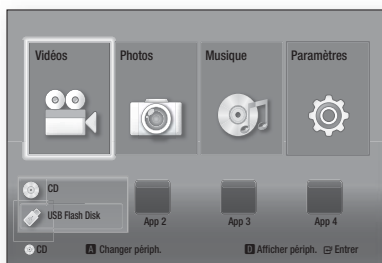 Vidéos Photos Musique Paramètres
CD
USB Flash Disk
App 2 App 3 App 4
CD A Changer périph. D Afficher périph. Entrer